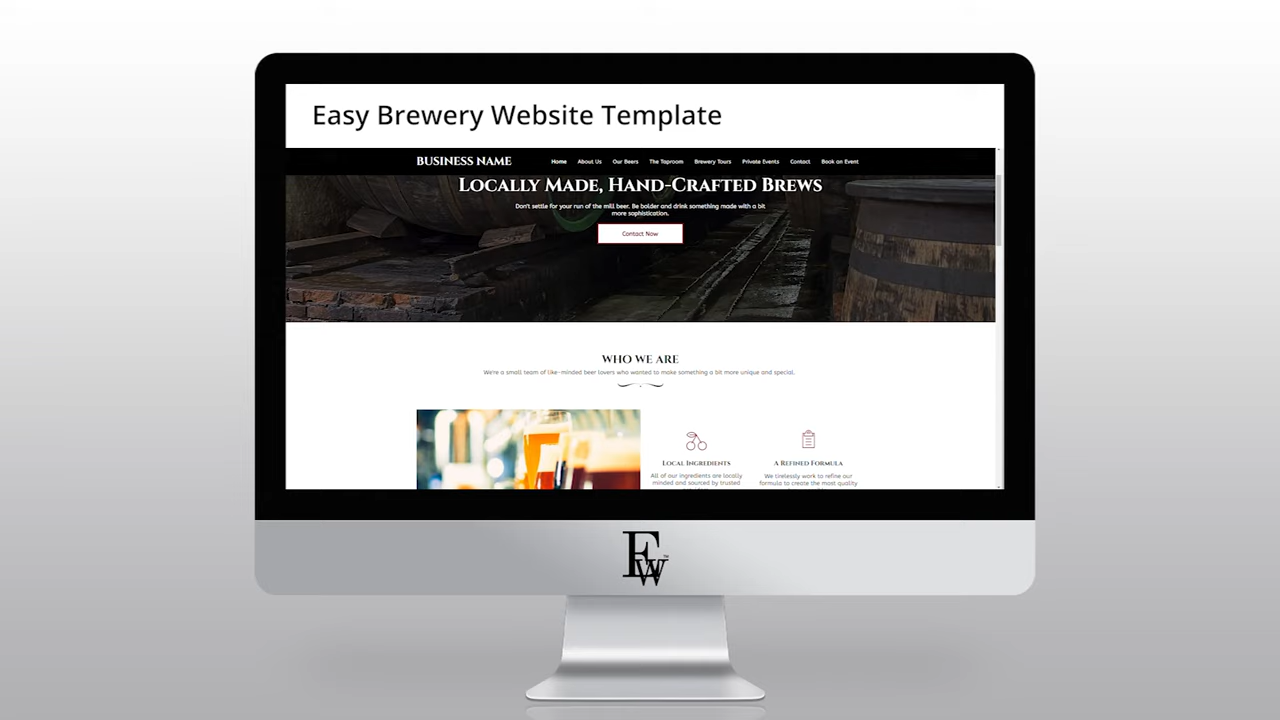 Easy Brewery Website Template
BUSINESS NAME Home About Us Our Beers The Taproom Brewery Tours Private Events Contact Book an Event
LOCALLY MADE, HAND-CRAFTED BREWS
Don't settle for your run of the mill beer. Be bolder and drink something made with a bit
more sophistication.
Contact Now
WHO WE ARE
We're a small team of like-minded beer lovers who wanted to make something a bit more unique and special.
LOCAL INGREDIENTS
All of our ingredients are locally
minded and sourced by trusted
A REFINED FORMULA
We tirelessly work to refine our
formula to create the most quality
EW™